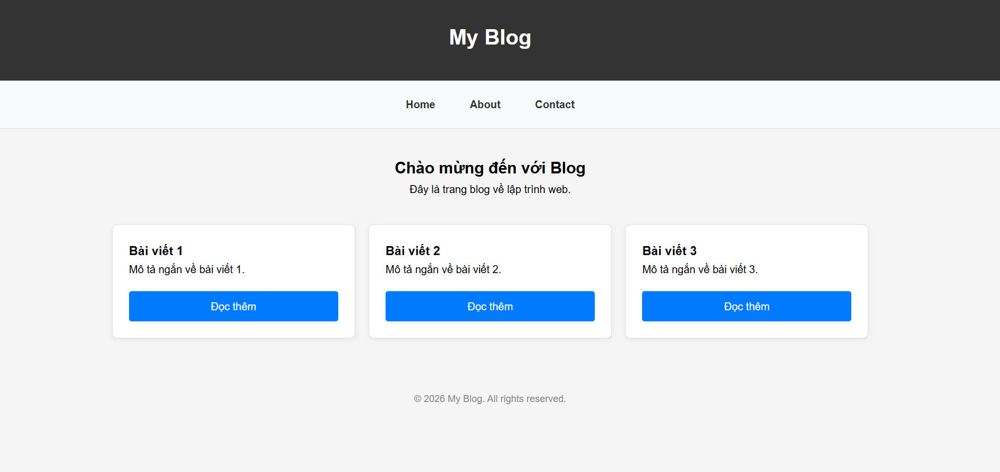 My Blog
Home About Contact
Chào mừng đến với Blog
Đây là trang blog về lập trình web.
Bài viết 1
Mô tả ngắn về bài viết 1.
Đọc thêm
Bài viết 2
Mô tả ngắn về bài viết 2.
Đọc thêm
Bài viết 3
Mô tả ngắn về bài viết 3.
Đọc thêm
© 2026 My Blog. All rights reserved.